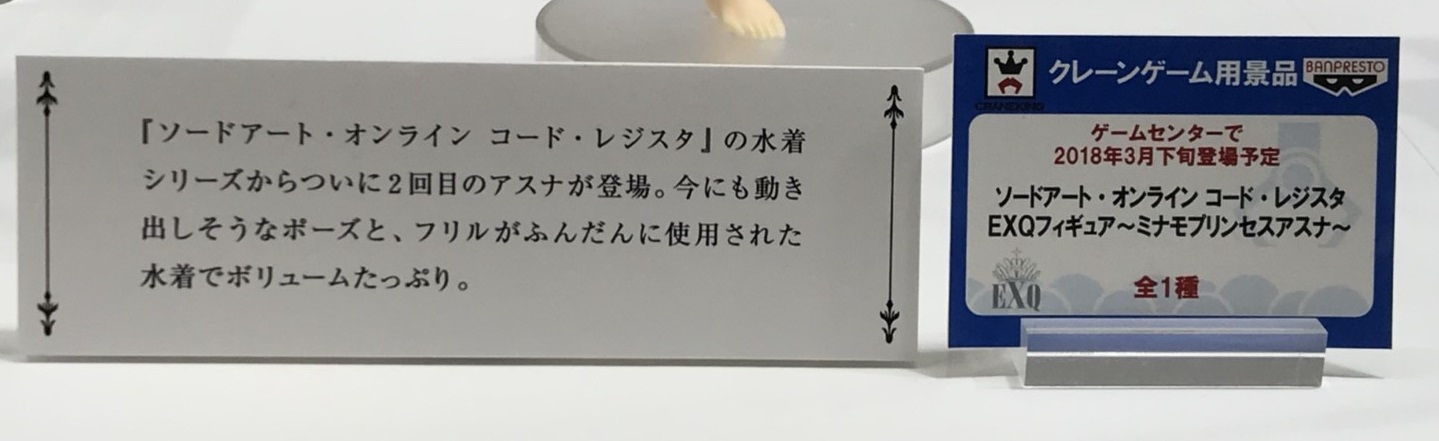 『ソードアート・オンライン コード・レジスタ』の水着
シリーズからついに2回目のアスナが登場。今にも動き
出しそうなポーズと、フリルがふんだんに使用された
水着でボリュームたっぷり。
クレーンゲーム用景品
BANPRESTO
CRANEKING
ゲームセンターで
2018年3月下旬登場予定
ソードアート・オンライン コード・レジスタ
EXQフィギュア～ミナモプリンセスアスナ～
EXQ
全1種